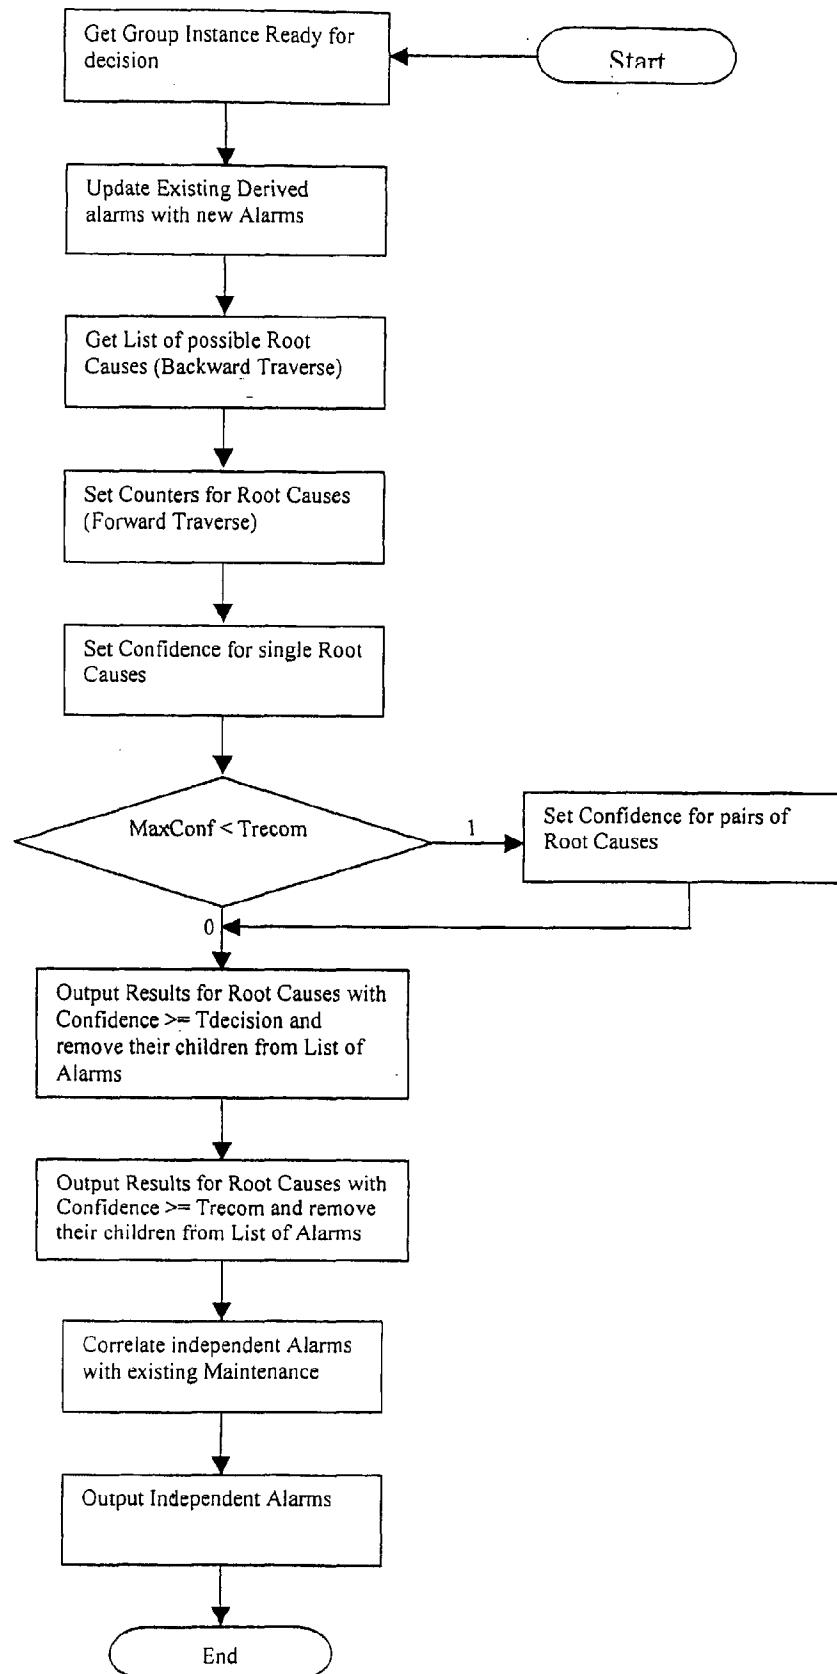 Get Group Instance Ready for
decision
Start
Update Existing Derived
alarms with new Alarms
Get List of possible Root
Causes (Backward Traverse)
Set Counters for Root Causes
(Forward Traverse)
Set Confidence for single Root
Causes
MaxConf < Trecom
1
Set Confidence for pairs of
Root Causes
0
Output Results for Root Causes with
Confidence >= Tdecision and
remove their children from List of
Alarms
Output Results for Root Causes with
Confidence >= Trecom and remove
their children from List of Alarms
Correlate independent Alarms
with existing Maintenance
Output Independent Alarms
End